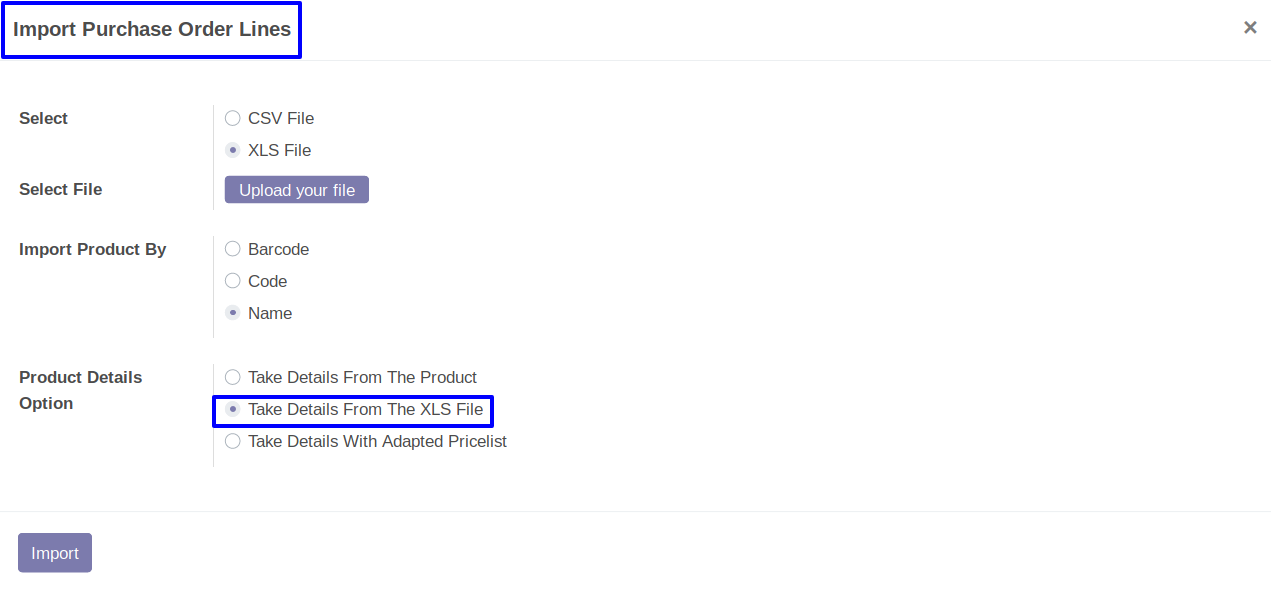 Import Purchase Order Lines
×
Select
CSV File
XLS File
Select File
Upload your file
Import Product By
Barcode
Code
Name
Product Details
Option
Take Details From The Product
Take Details From The XLS File
Take Details With Adapted Pricelist
Import